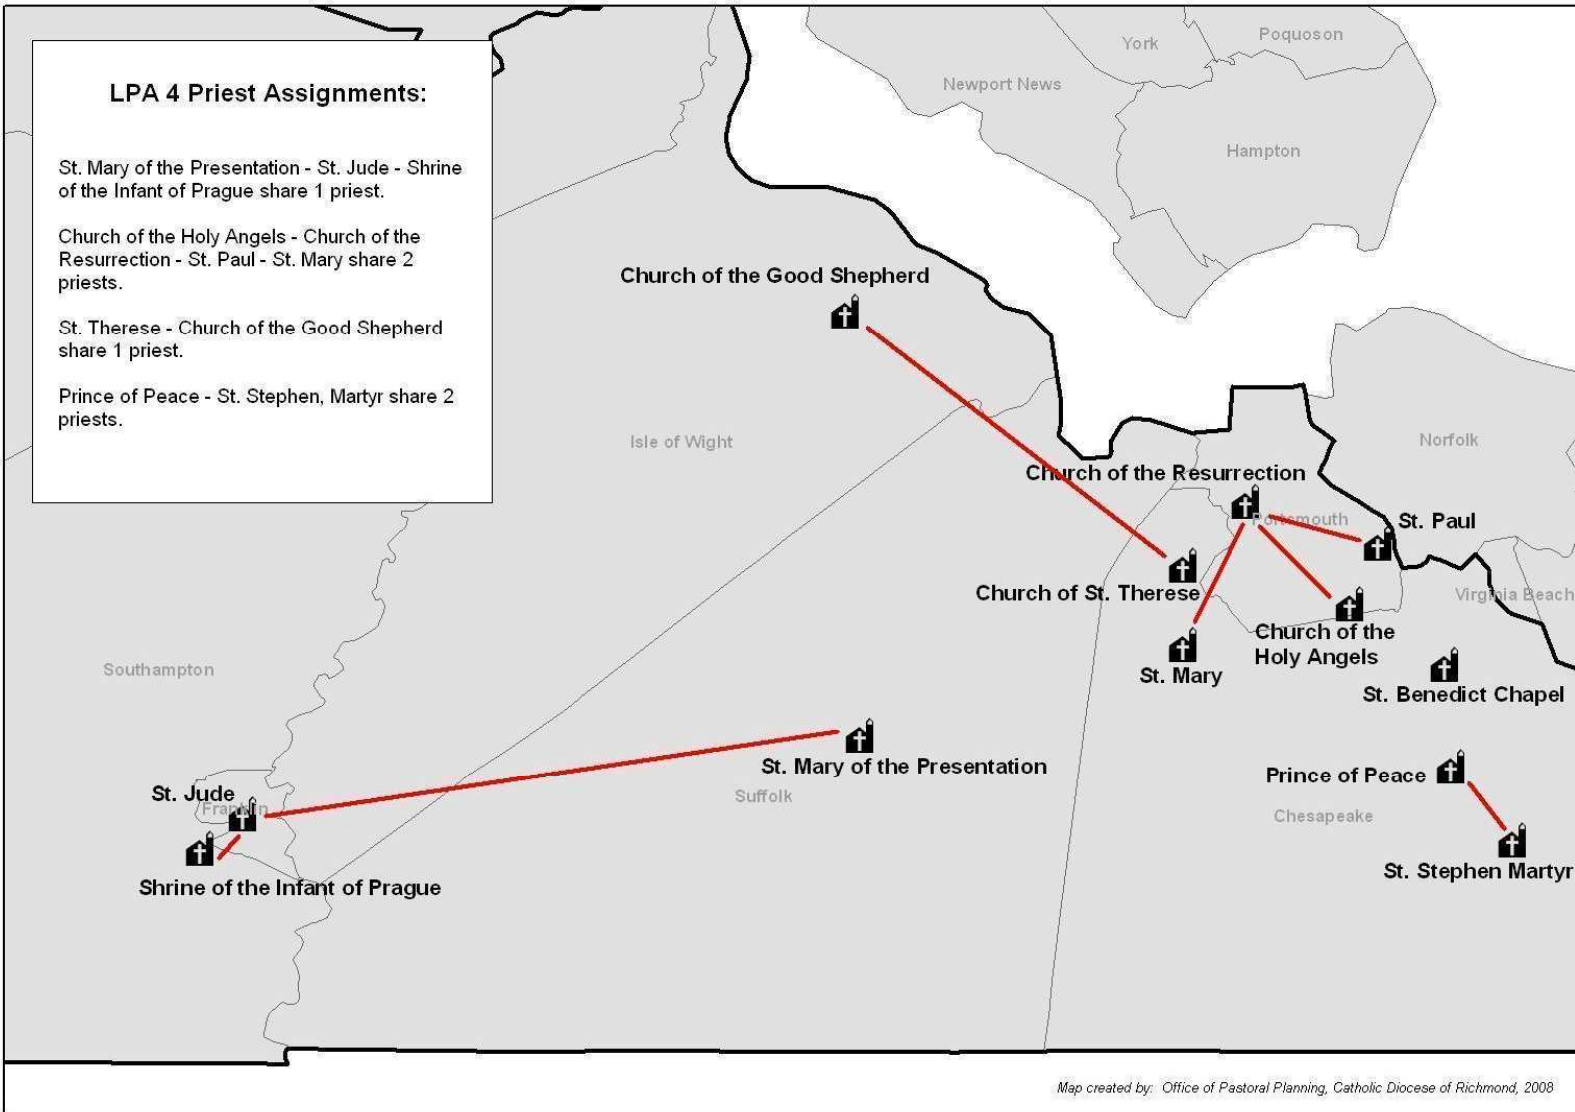 LPA 4 Priest Assignments:
St. Mary of the Presentation - St. Jude - Shrine
of the Infant of Prague share 1 priest.
Church of the Holy Angels - Church of the
Resurrection - St. Paul - St. Mary share 2
priests.
St. Therese - Church of the Good Shepherd
share 1 priest.
Prince of Peace - St. Stephen, Martyr share 2
priests.
York
Poquoson
Newport News
Hampton
Church of the Good Shepherd
Isle of Wight
Norfolk
Church of the Resurrection
Portsmouth
St. Paul
Church of St. Therese
Virginia Beach
Church of the
Holy Angels
St. Mary
St. Benedict Chapel
Southampton
St. Mary of the Presentation
Suffolk
Prince of Peace
Chesapeake
St. Jude
Franklin
St. Stephen Martyr
Shrine of the Infant of Prague
Map created by: Office of Pastoral Planning, Catholic Diocese of Richmond, 2008